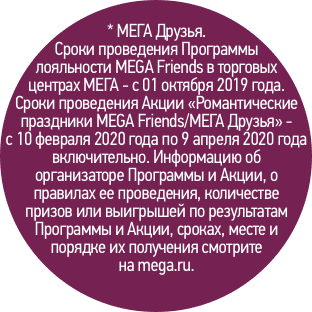 * МЕГА Друзья.
Сроки проведения Программы
лояльности MEGA Friends в торговых
центрах МЕГА - с 01 октября 2019 года.
Сроки проведения Акции «Романтические
праздники MEGA Friends/МЕГА Друзья» -
с 10 февраля 2020 года по 9 апреля 2020 года
включительно. Информацию об
организаторе Программы и Акции, о
правилах ее проведения, количестве
призов или выигрышей по результатам
Программы и Акции, сроках, месте и
порядке их получения смотрите
на mega.ru.